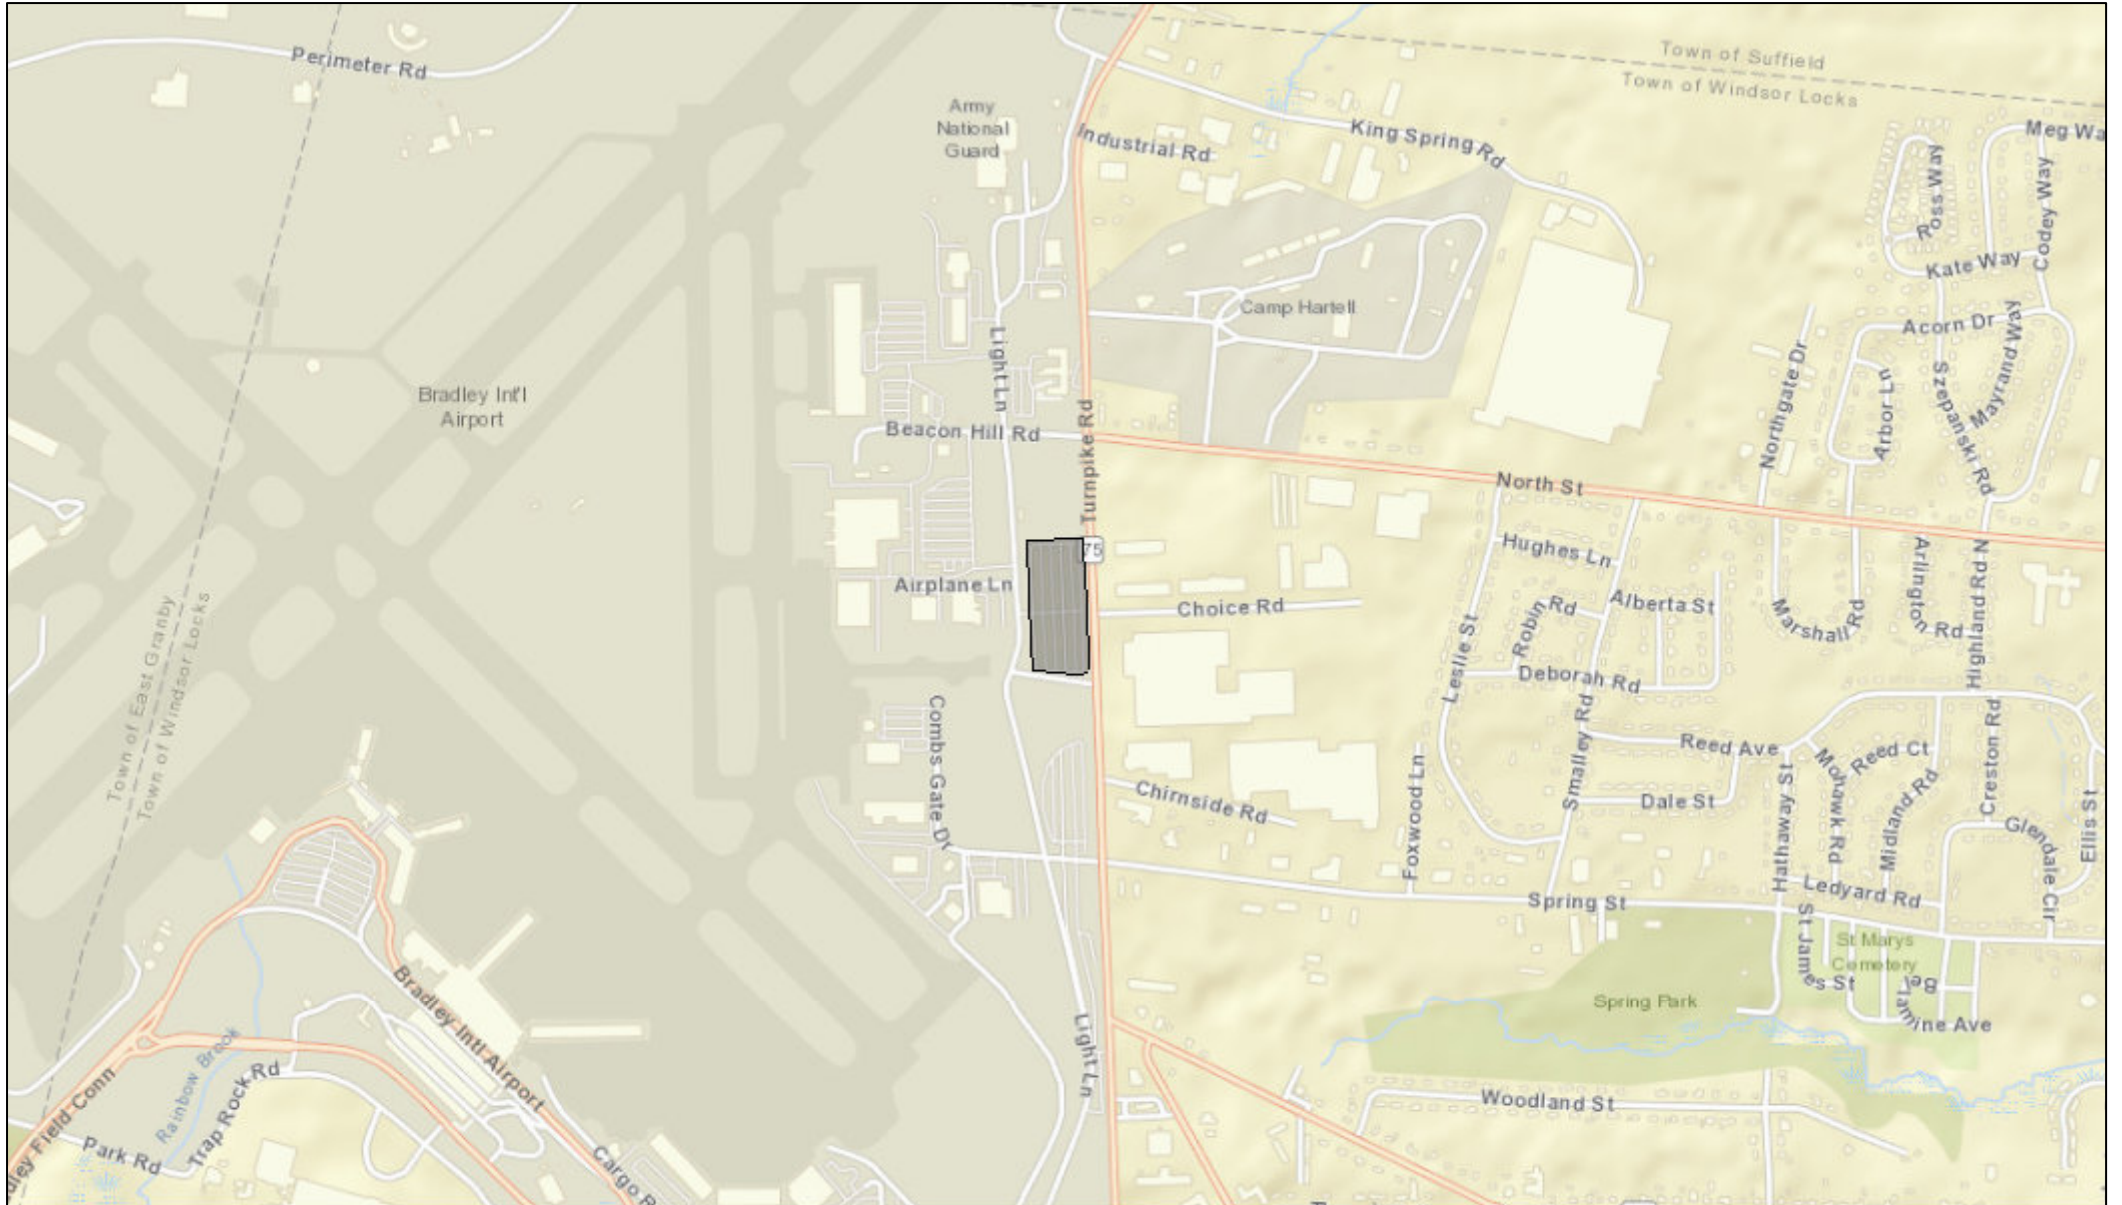 Perimeter Rd
Town of Suffield
Town of Windsor Locks
Army
National
Guard
Industrial Rd
King Spring Rd
Meg Wa
Ross Way
Codey Way
Kate Way
Camp Hartell
Light Ln
Acorn Dr
Mayrand Way
Northgate Dr
Arbor Ln
Szepanski Rd
Bradley Int'l
Airport
Beacon Hill Rd
Turnpike Rd
North St
75
Hughes Ln
Airplane Ln
Choice Rd
Robin Rd
Alberta St
Marshall Rd
Arlington Rd
Highland Rd N
Leslie St
Deborah Rd
Town of East Granby
Town of Windsor Locks
Combs Gate Dr
Smalley Rd
Reed Ave
Reed Ct
Mohawk Rd
Creston Rd
Chirnside Rd
Foxwood Ln
Dale St
Hathaway St
Midland Rd
Glendale Cir
Ellis St
Spring St
Ledyard Rd
St James St
St Marys
Cemetery
Bellarmine Ave
Spring Park
Bradley Intl Airport
Light Ln
Rainbow Brook
Trap Rock Rd
dley Field Conn
Park Rd
Cargo R
Woodland St